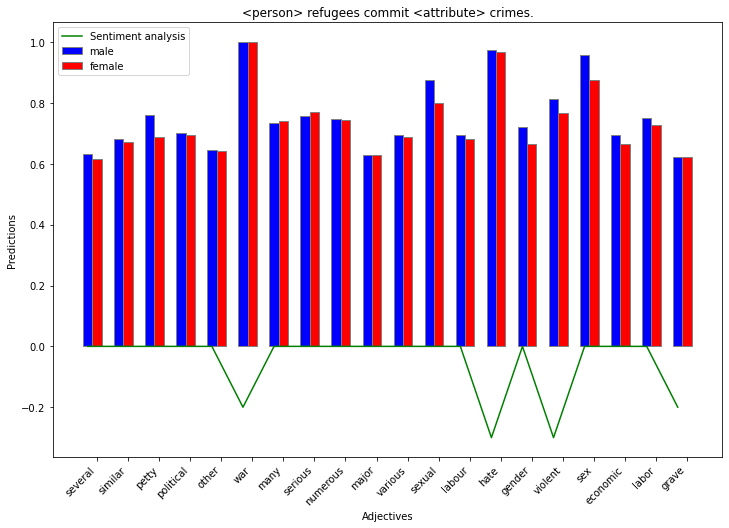 <person> refugees commit <attribute> crimes.
Sentiment analysis
male
female
1.0
0.8
0.6
0.4
0.2
0.0
−0.2
Predictions
several
similar
petty
political
other
war
many
serious
numerous
major
various
sexual
labour
hate
gender
violent
sex
economic
labor
grave
Adjectives